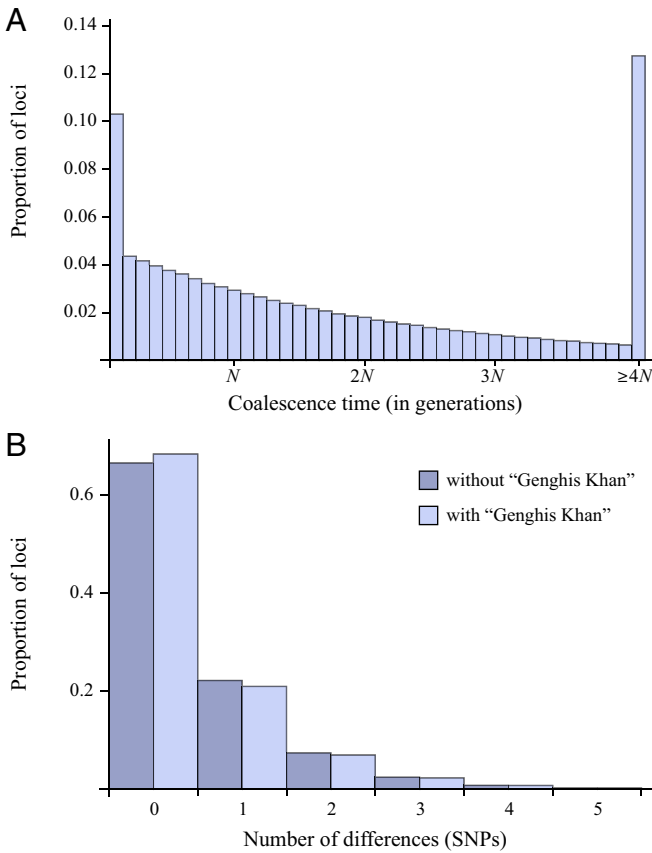 A
Proportion of loci
0.14
0.12
0.10
0.08
0.06
0.04
0.02
N 2N 3N ≥4N
Coalescence time (in generations)
B
Proportion of loci
0.6
0.4
0.2
without “Genghis Khan”
with “Genghis Khan”
0 1 2 3 4 5
Number of differences (SNPs)